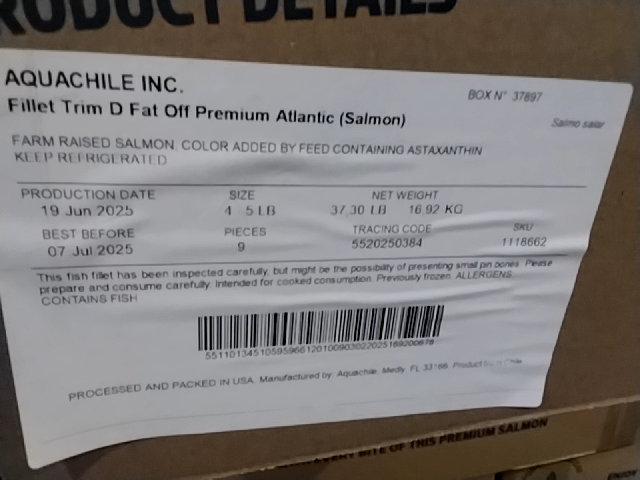 PRODUCT DETAILS
AQUACHILE INC.
BOX N° 37897
Fillet Trim D Fat Off Premium Atlantic (Salmon)
Salmo salar
FARM RAISED SALMON. COLOR ADDED BY FEED CONTAINING ASTAXANTHIN
KEEP REFRIGERATED
PRODUCTION DATE SIZE NET WEIGHT
19 Jun 2025 4 5 LB 37.30 LB 16.92 KG
BEST BEFORE PIECES TRACING CODE SKU
07 Jul 2025 9 5520250384 1118662
This fish fillet has been inspected carefully, but might be the possibility of presenting small pin bones. Please
prepare and consume carefully. Intended for cooked consumption. Previously frozen. ALLERGENS:
CONTAINS FISH
PROCESSED AND PACKED IN USA. Manufactured by: Aquachile, Medly, FL 33166. Product Chile
EVERY BITE OF THIS PREMIUM SALMON
ENJOY